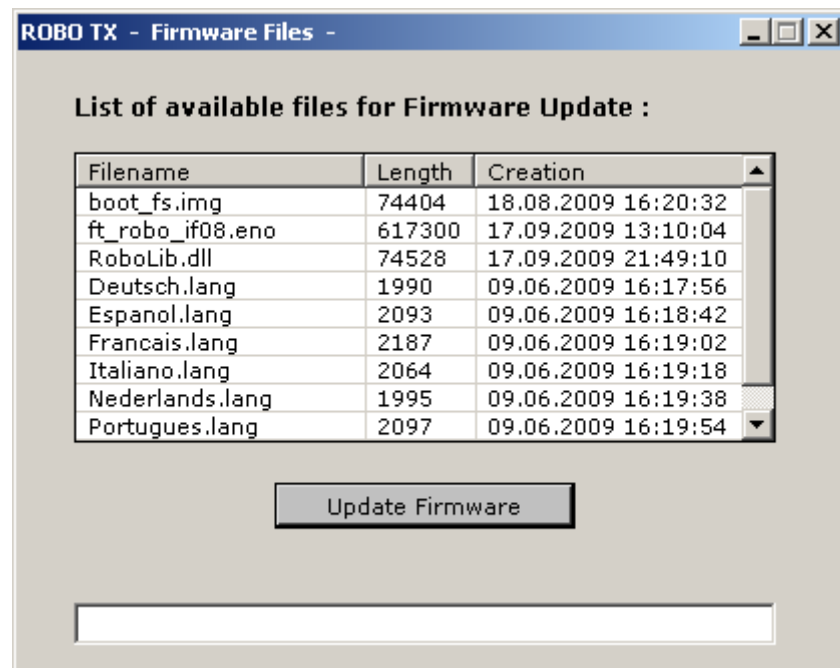 ROBO TX - Firmware Files -
List of available files for Firmware Update :
Filename Length Creation
boot_fs.img 74404 18.08.2009 16:20:32
ft_robo_if08.eno 617300 17.09.2009 13:10:04
RoboLib.dll 74528 17.09.2009 21:49:10
Deutsch.lang 1990 09.06.2009 16:17:56
Espanol.lang 2093 09.06.2009 16:18:42
Francais.lang 2187 09.06.2009 16:19:02
Italiano.lang 2064 09.06.2009 16:19:18
Nederlands.lang 1995 09.06.2009 16:19:38
Portugues.lang 2097 09.06.2009 16:19:54
Update Firmware